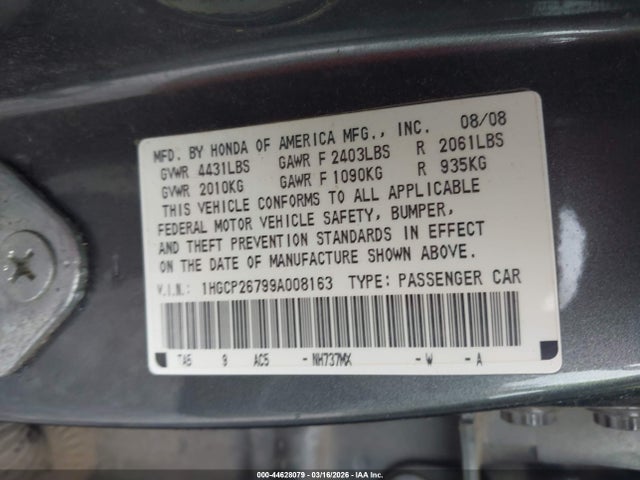 MFD. BY HONDA OF AMERICA MFG., INC. 08/08
GVWR 4431LBS GAWR F 2403LBS R 2061LBS
GVWR 2010KG GAWR F 1090KG R 935KG
THIS VEHICLE CONFORMS TO ALL APPLICABLE
FEDERAL MOTOR VEHICLE SAFETY, BUMPER,
AND THEFT PREVENTION STANDARDS IN EFFECT
ON THE DATE OF MANUFACTURE SHOWN ABOVE.
V.I.N.: 1HGCP26799A008163 TYPE: PASSENGER CAR
TA5 9 AC5 - NH737MX - W - A
000-44628079 | 03/16/2026 | IAA Inc.